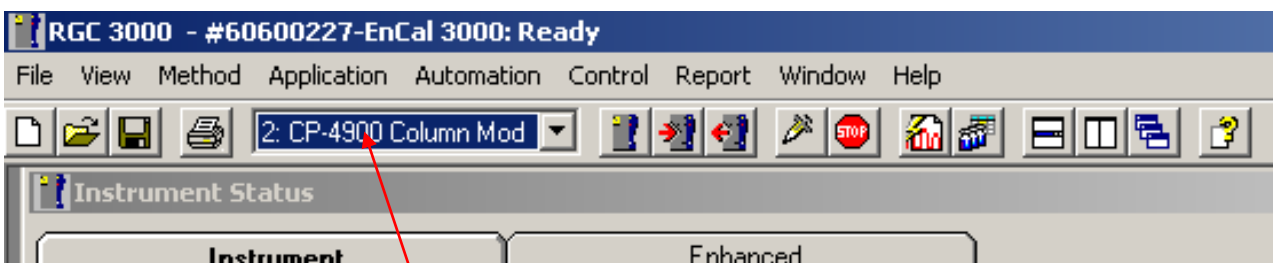 RGC 3000 - #60600227-EnCal 3000: Ready
File View Method Application Automation Control Report Window Help
2: CP-4900 Column Mod STOP
Instrument Status
Instrument Enhanced